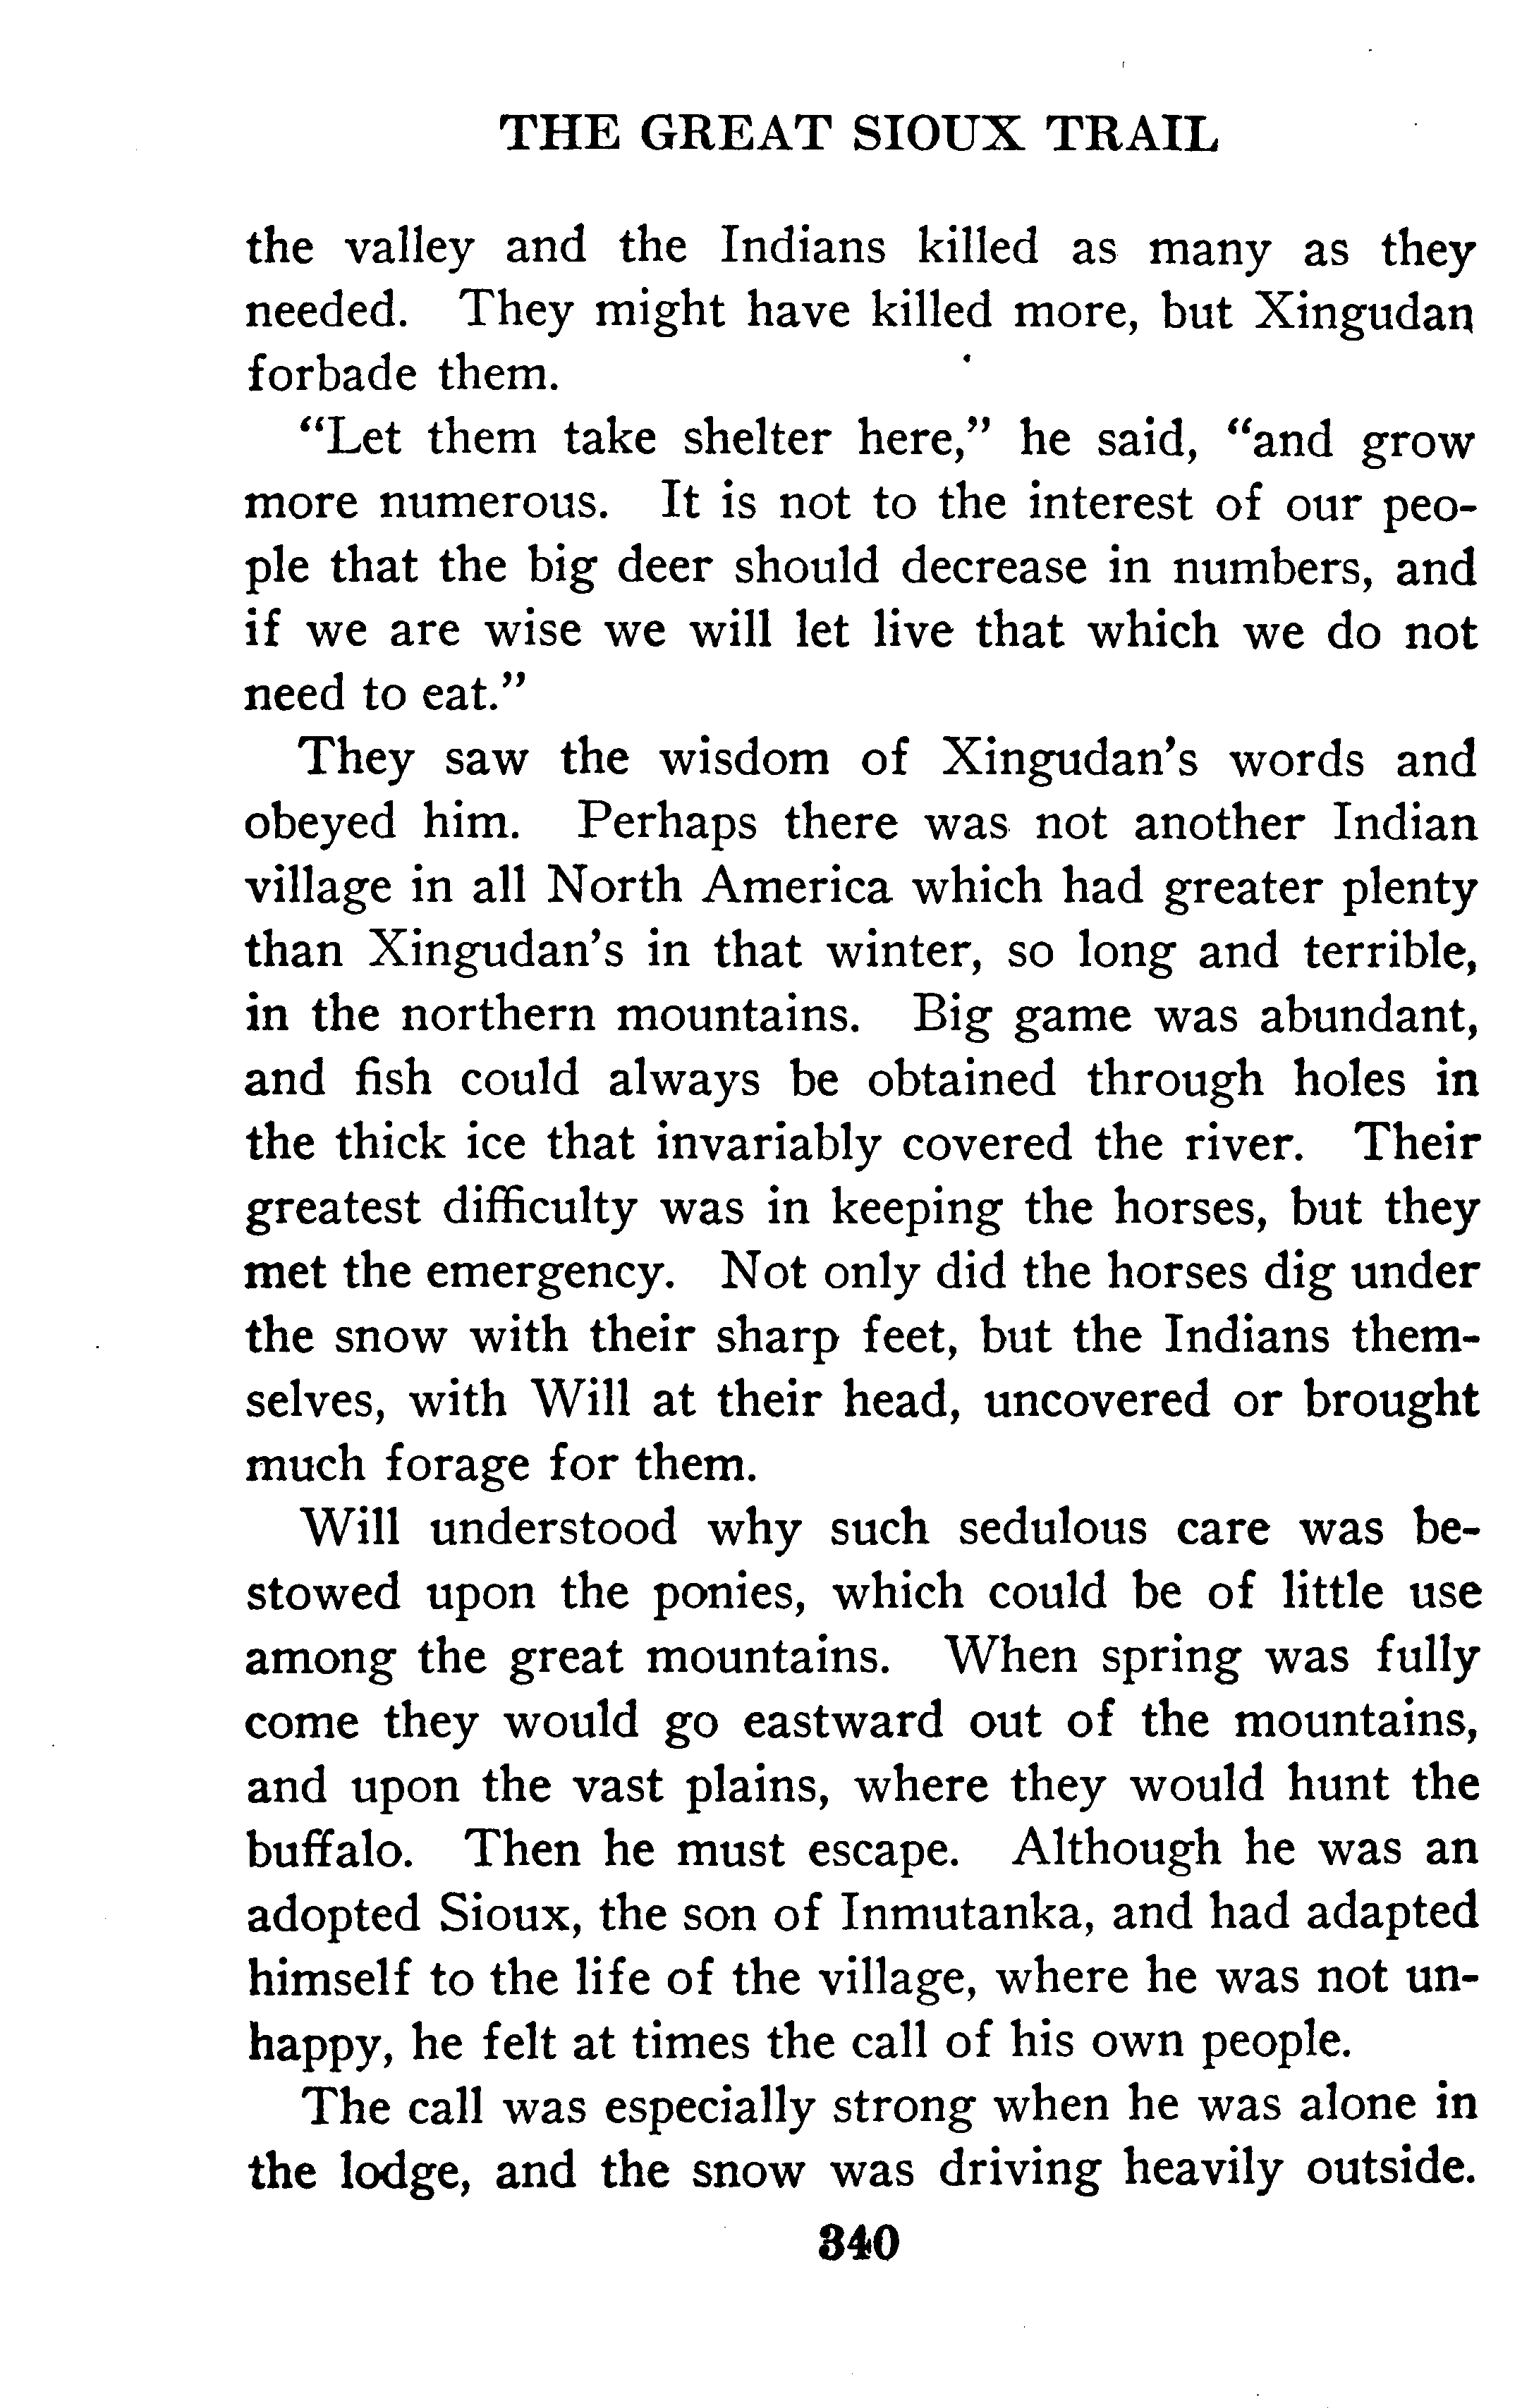 THE GREAT SIOUX TRAIL
the valley and the Indians killed as many as they
needed. They might have killed more, but Xingudan
forbade them.
"Let them take shelter here," he said, "and grow
more numerous. It is not to the interest of our peo-
ple that the big deer should decrease in numbers, and
if we are wise we will let live that which we do not
need to eat."
They saw the wisdom of Xingudan's words and
obeyed him. Perhaps there was not another Indian
village in all North America which had greater plenty
than Xingudan's in that winter, so long and terrible,
in the northern mountains. Big game was abundant,
and fish could always be obtained through holes in
the thick ice that invariably covered the river. Their
greatest difficulty was in keeping the horses, but they
met the emergency. Not only did the horses dig under
the snow with their sharp feet, but the Indians them-
selves, with Will at their head, uncovered or brought
much forage for them.
Will understood why such sedulous care was be-
stowed upon the ponies, which could be of little use
among the great mountains. When spring was fully
come they would go eastward out of the mountains,
and upon the vast plains, where they would hunt the
buffalo. Then he must escape. Although he was an
adopted Sioux, the son of Inmutanka, and had adapted
himself to the life of the village, where he was not un-
happy, he felt at times the call of his own people.
The call was especially strong when he was alone in
the lodge, and the snow was driving heavily outside.
340